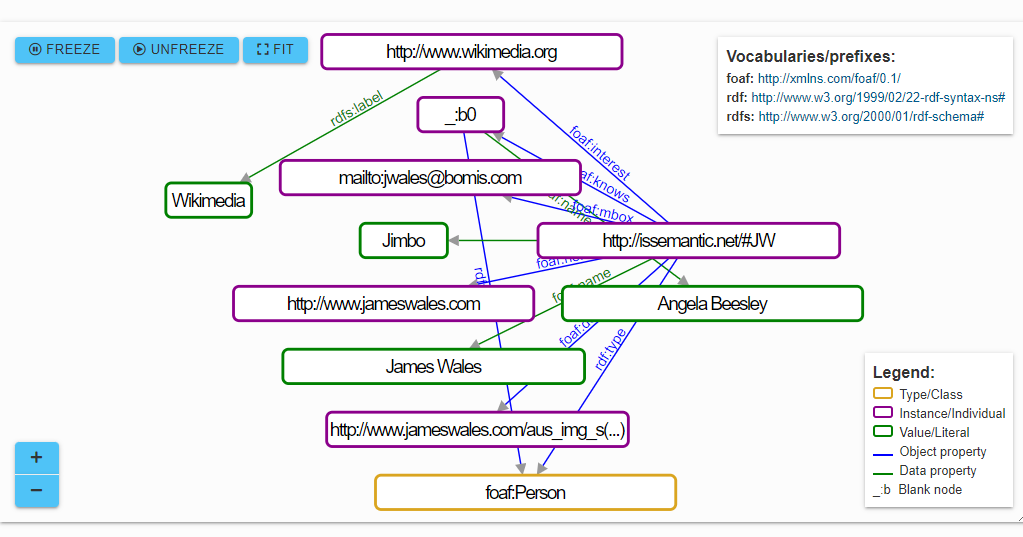 FREEZE
UNFREEZE
FIT
http://www.wikimedia.org
Vocabularies/prefixes:
foaf: http://xmlns.com/foaf/0.1/
rdf: http://www.w3.org/1999/02/22-rdf-syntax-ns#
rdfs: http://www.w3.org/2000/01/rdf-schema#
rdfs:label
_:b0
foaf:interest
mailto:jwales@bomis.com
af:knows
af:name
foaf:mbox
Wikimedia
Jimbo
http://issemantic.net/#JW
rdf
http://www.jameswales.com
name
Angela Beesley
foaf:d
rdf:type
James Wales
http://www.jameswales.com/aus_img_s(...)
foaf:Person
Legend:
Type/Class
Instance/Individual
Value/Literal
Object property
Data property
_:b Blank node
+
−